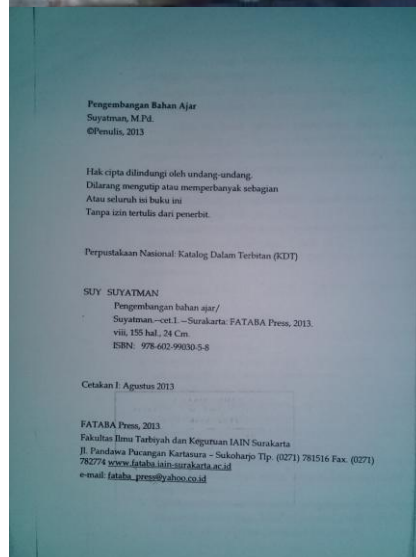 Pengembangan Bahan Ajar
Suyatman, M.Pd.
©Penulis, 2013
Hak cipta dilindungi oleh undang-undang.
Dilarang mengutip atau memperbanyak sebagian
Atau seluruh isi buku ini
Tanpa izin tertulis dari penerbit.
Perpustakaan Nasional: Katalog Dalam Terbitan (KDT)
SUY SUYATMAN
Pengembangan bahan ajar/
Suyatman.--cet.1. --Surakarta: FATABA Press, 2013.
viii, 155 hal., 24 Cm.
ISBN: 978-602-99030-5-8
Cetakan I: Agustus 2013
FATABA Press, 2013
Fakultas Ilmu Tarbiyah dan Keguruan IAIN Surakarta
Jl. Pandawa Pucangan Kartasura – Sukoharjo Tlp. (0271) 781516 Fax. (0271)
782774 www.fataba.iain-surakarta.ac.id
e-mail: fataba_press@yahoo.co.id